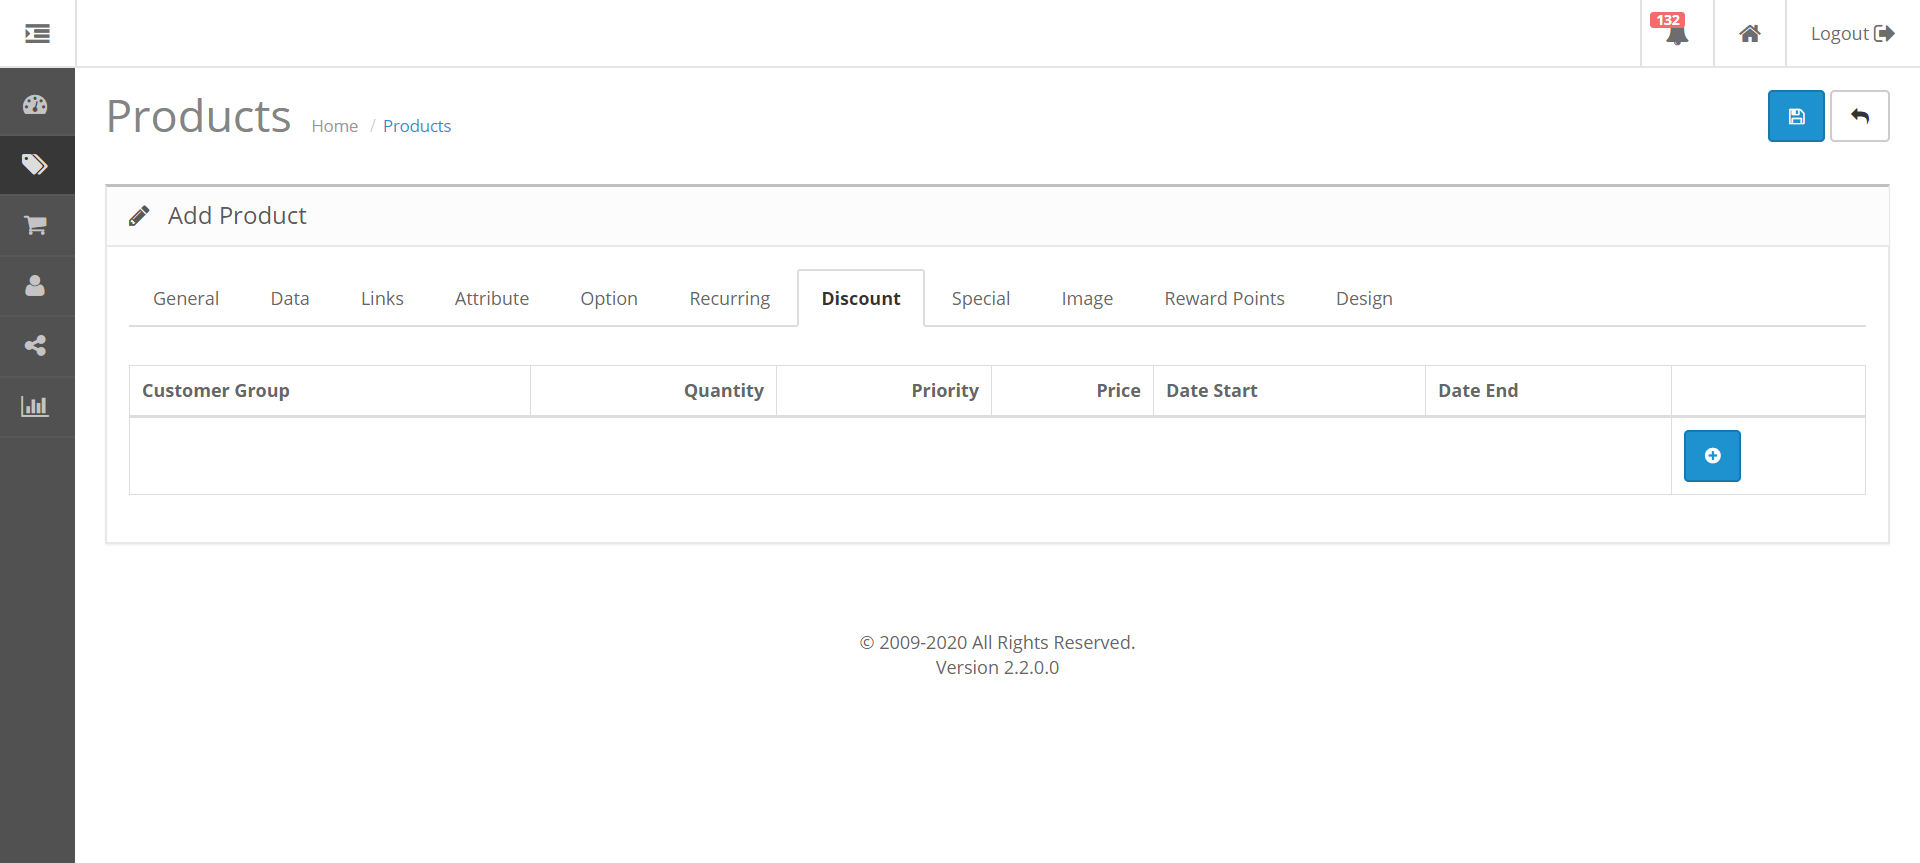 132
Logout
Products
Home / Products
Add Product
General Data Links Attribute Option Recurring Discount Special Image Reward Points Design
Customer Group Quantity Priority Price Date Start Date End
© 2009-2020 All Rights Reserved.
Version 2.2.0.0